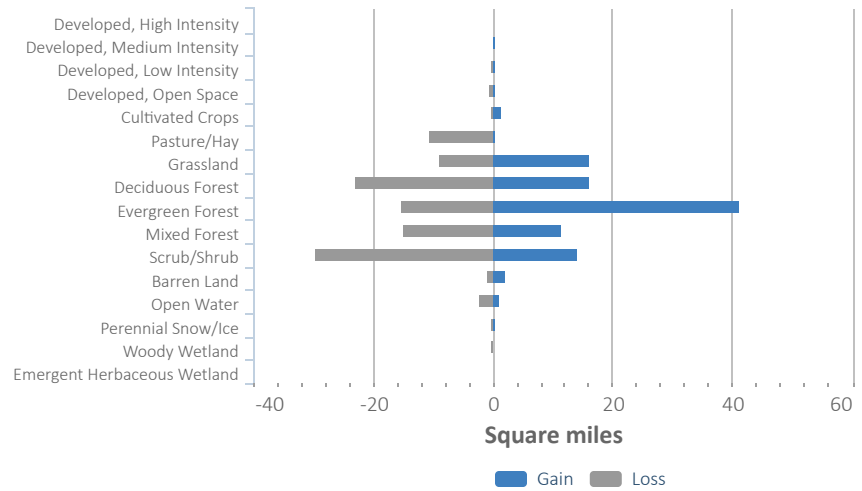 Developed, High Intensity
Developed, Medium Intensity
Developed, Low Intensity
Developed, Open Space
Cultivated Crops
Pasture/Hay
Grassland
Deciduous Forest
Evergreen Forest
Mixed Forest
Scrub/Shrub
Barren Land
Open Water
Perennial Snow/Ice
Woody Wetland
Emergent Herbaceous Wetland
-40 -20 0 20 40 60
Square miles
Gain Loss